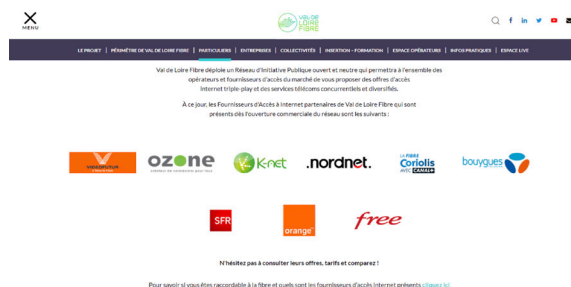 MENU
VAL DE
LOIRE
FIBRE
LE PROJET | PÉRIMÈTRE DE VAL DE LOIRE FIBRE | PARTICULIERS | ENTREPRISES | COLLECTIVITÉS | INSERTION – FORMATION | ESPACE OPÉRATEURS | INFOS PRATIQUES | ESPACE LIVE
Val de Loire Fibre déploie un Réseau d'Initiative Publique ouvert et neutre qui permettra à l'ensemble des
opérateurs et fournisseurs d'accès du marché de vous proposer des offres d'accès
internet triple-play et des services télécoms concurrentiels et diversifiés.
À ce jour, les Fournisseurs d'Accès à Internet partenaires de Val de Loire Fibre qui sont
présents dès l'ouverture commerciale du réseau sont les suivants :
VIDEOFUTUR
ozone
K-net
.nordnet.
LA FIBRE
Coriolis
AVEC CANAL+
bouygues
SFR
orange
free
N'hésitez pas à consulter leurs offres, tarifs et comparez !
Pour savoir si vous êtes raccordable à la fibre et quels sont les fournisseurs d'accès internet présents cliquez ici